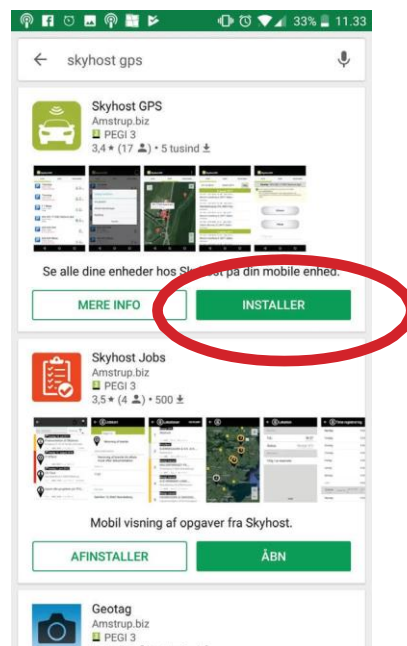 33% 11.33
skyhost gps
Skyhost GPS
Amstrup.biz
PEGI 3
3,4★ (17) • 5 tusind
Se alle dine enheder hos Skyhost på din mobile enhed.
MERE INFO
INSTALLER
Skyhost Jobs
Amstrup.biz
PEGI 3
3,5★ (4) • 500
Mobil visning af opgaver fra Skyhost.
AFINSTALLER
ÅBN
Geotag
Amstrup.biz
PEGI 3